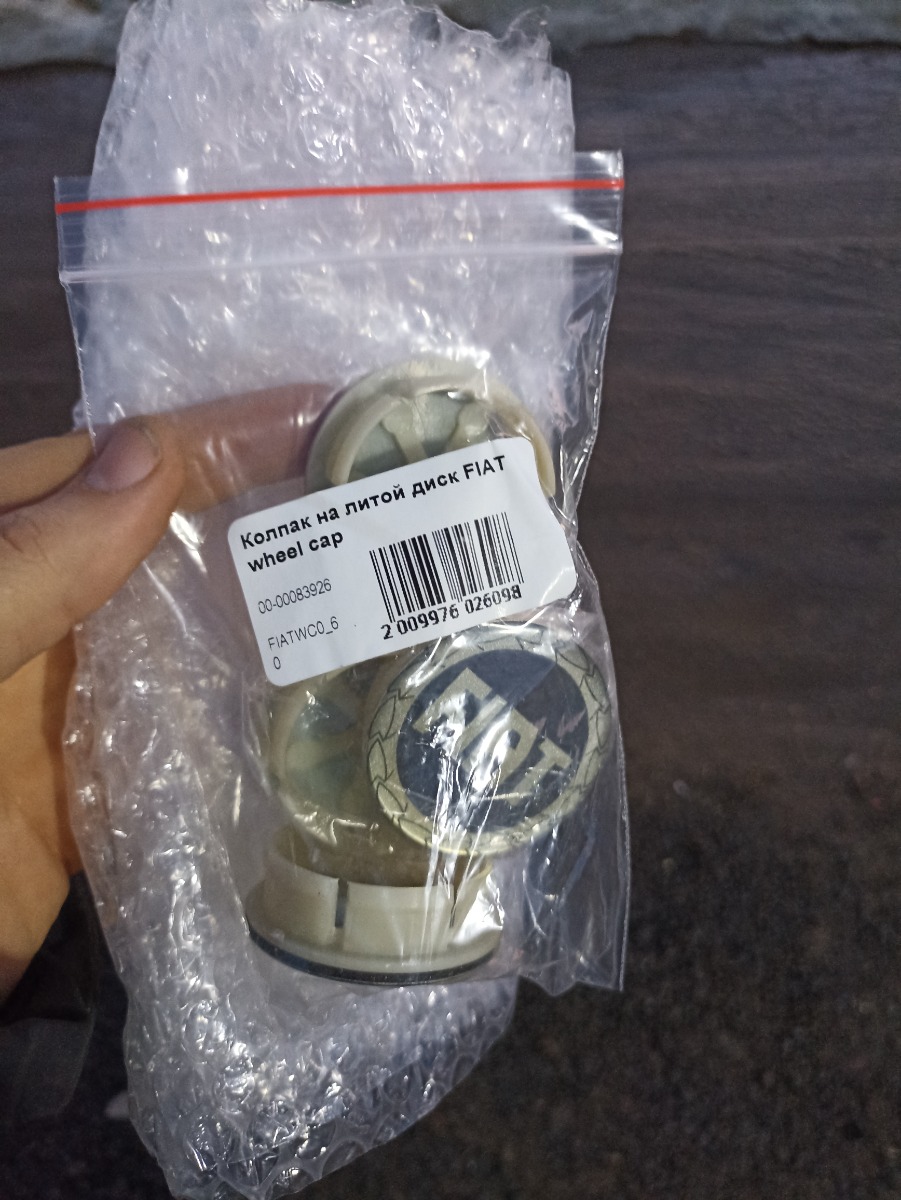 Колпак на литой диск FIAT
wheel cap
00-00083926
FIATWC0_6
0
2 009976 026098
FIAT